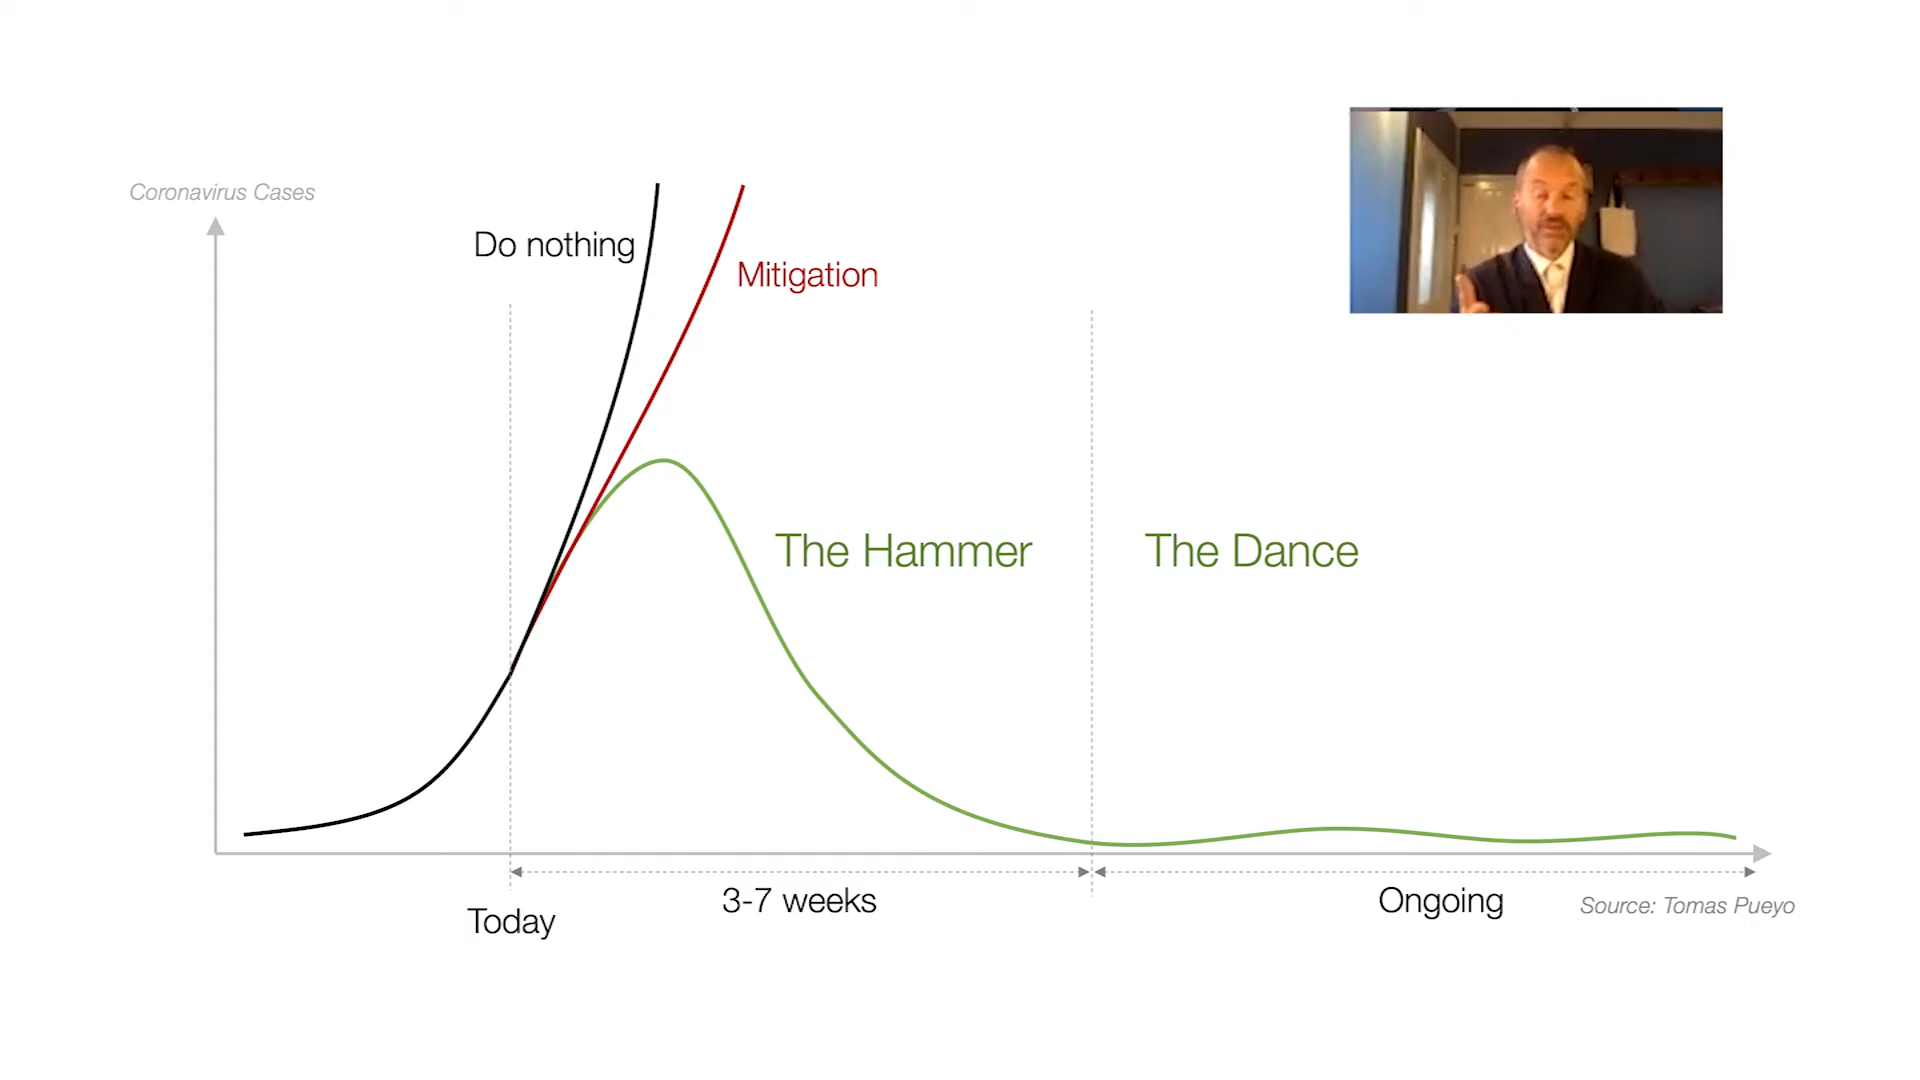 Coronavirus Cases
Do nothing
Mitigation
The Hammer
The Dance
3-7 weeks
Ongoing
Source: Tomas Pueyo
Today